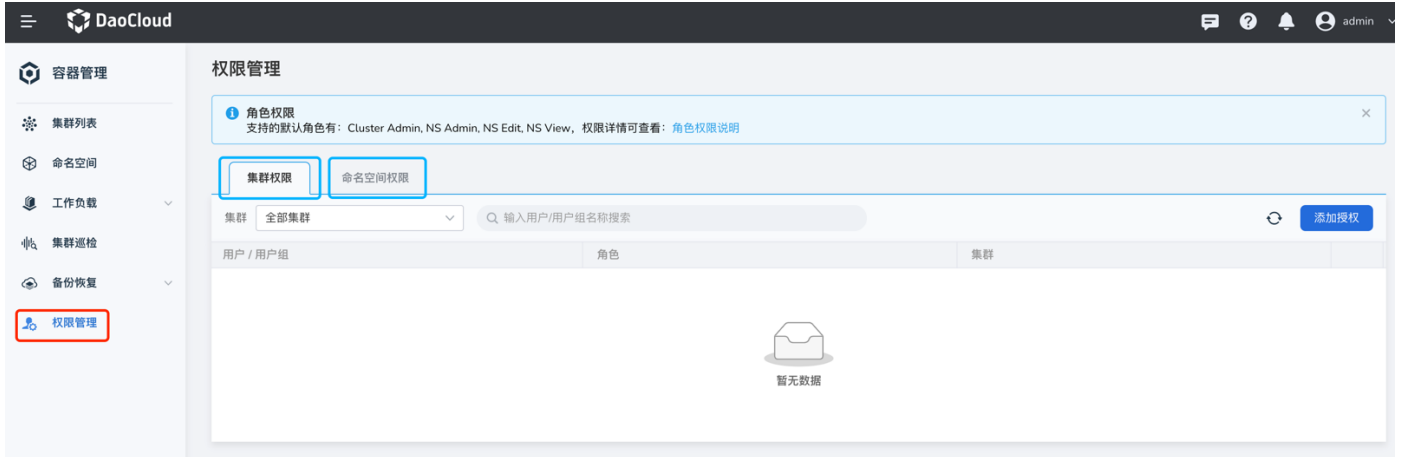 DaoCloud
admin
容器管理
集群列表
命名空间
工作负载
集群巡检
备份恢复
权限管理
权限管理
角色权限
支持的默认角色有：Cluster Admin, NS Admin, NS Edit, NS View，权限详情可查看：角色权限说明
集群权限
命名空间权限
集群 全部集群 输入用户/用户组名称搜索 添加授权
用户 / 用户组 角色 集群
暂无数据